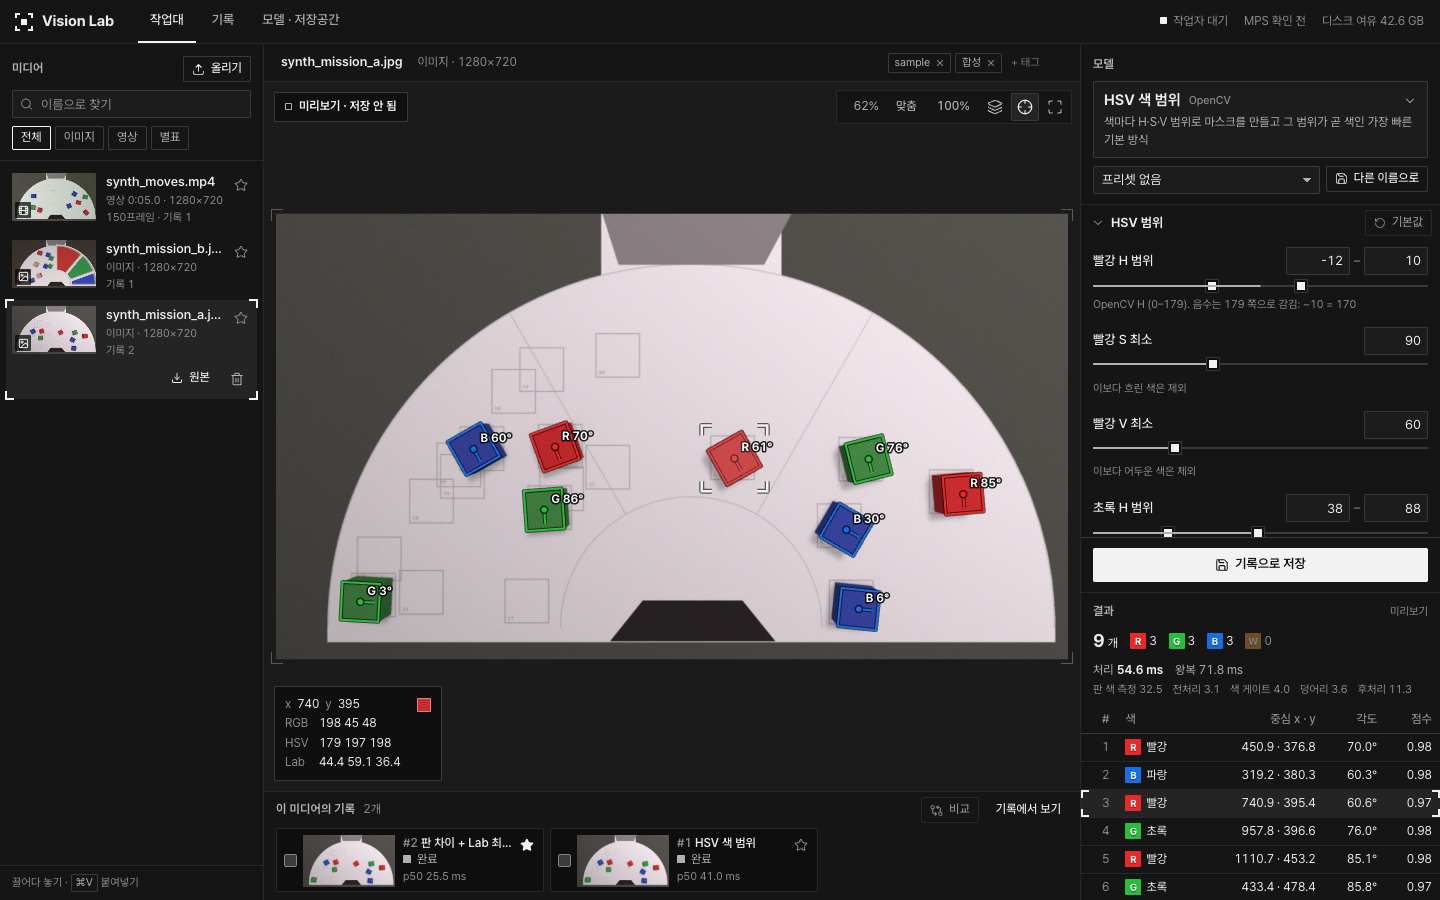 Vision Lab
작업대
기록
모델 · 저장공간
작업자 대기
MPS 확인 전
디스크 여유 42.6 GB
미디어
올리기
이름으로 찾기
전체
이미지
영상
별표
synth_moves.mp4
영상 0:05.0 · 1280×720
150프레임 · 기록 1
synth_mission_b.j...
이미지 · 1280×720
기록 1
synth_mission_a.j...
이미지 · 1280×720
기록 2
원본
끌어다 놓기 · ⌘V 붙여넣기
synth_mission_a.jpg
이미지 · 1280×720
sample ×
합성 ×
+ 태그
미리보기 · 저장 안 됨
62%
맞춤
100%
B 60°
R 70°
R 61°
G 76°
R 85°
G 86°
B 30°
G 3°
B 6°
x 740 y 395
RGB 198 45 48
HSV 179 197 198
Lab 44.4 59.1 36.4
이 미디어의 기록 2개
비교
기록에서 보기
#2 판 차이 + Lab 최...
완료
p50 25.5 ms
#1 HSV 색 범위
완료
p50 41.0 ms
모델
HSV 색 범위 OpenCV
색마다 H·S·V 범위로 마스크를 만들고 그 범위가 곧 색인 가장 빠른
기본 방식
프리셋 없음
다른 이름으로
HSV 범위
기본값
빨강 H 범위
-12 – 10
OpenCV H (0–179). 음수는 179 쪽으로 감김: −10 = 170
빨강 S 최소
90
이보다 흐린 색은 제외
빨강 V 최소
60
이보다 어두운 색은 제외
초록 H 범위
38 – 88
기록으로 저장
결과
미리보기
9 개 R 3 G 3 B 3 W 0
처리 54.6 ms 왕복 71.8 ms
판 색 측정 32.5 전처리 3.1 색 게이트 4.0 덩어리 3.6 후처리 11.3
# 색 중심 x · y 각도 점수
1 R 빨강 450.9 · 376.8 70.0° 0.98
2 B 파랑 319.2 · 380.3 60.3° 0.98
3 R 빨강 740.9 · 395.4 60.6° 0.97
4 G 초록 957.8 · 396.6 76.0° 0.98
5 R 빨강 1110.7 · 453.2 85.1° 0.98
6 G 초록 433.4 · 478.4 85.8° 0.97